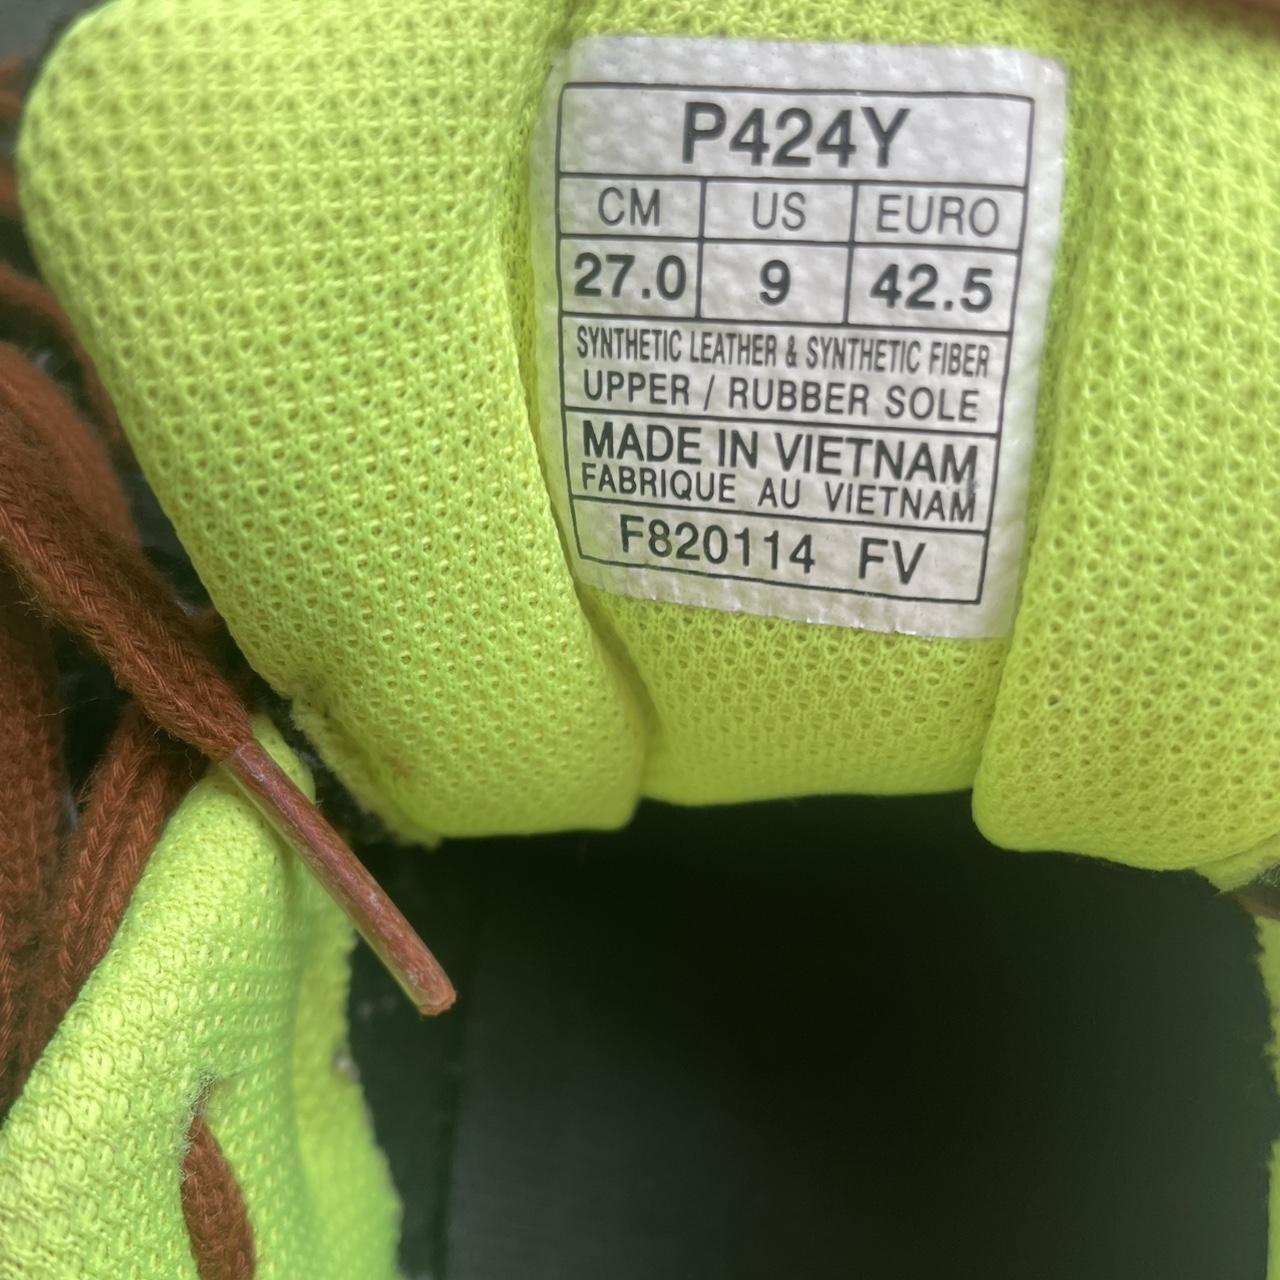 P424Y
CM US EURO
27.0 9 42.5
SYNTHETIC LEATHER & SYNTHETIC FIBER
UPPER / RUBBER SOLE
MADE IN VIETNAM
FABRIQUE AU VIETNAM
F820114 FV